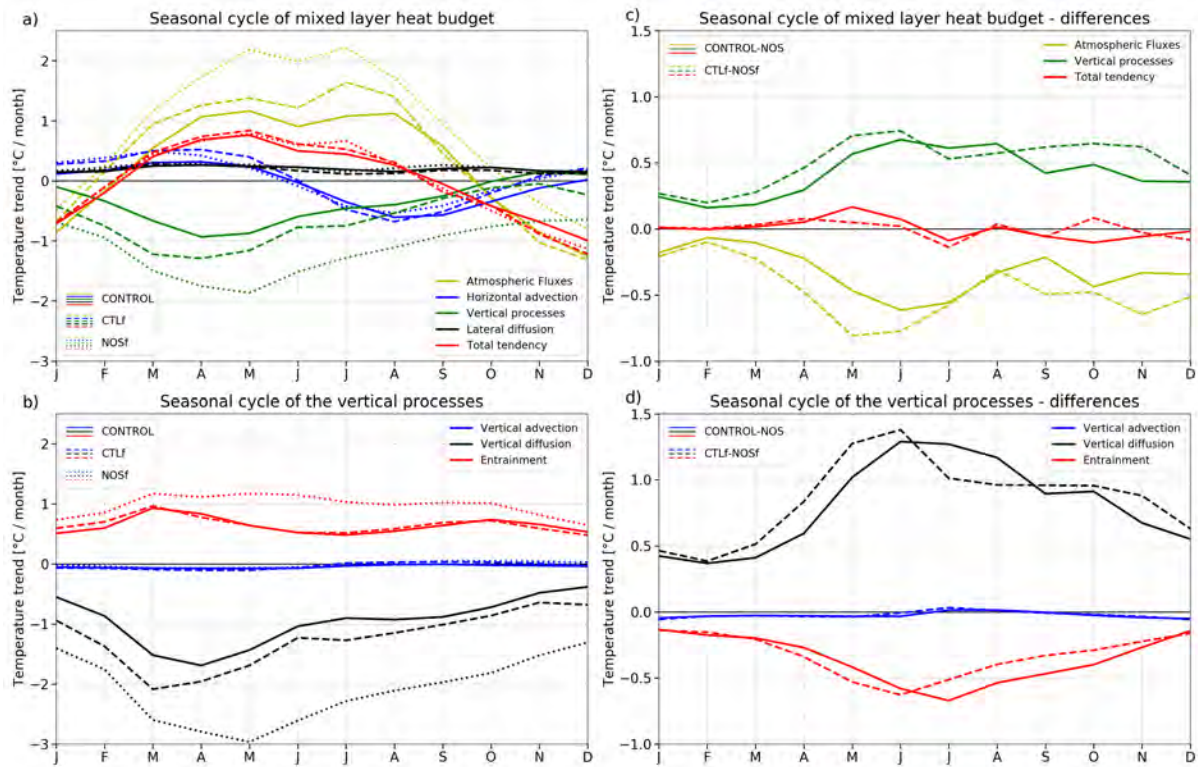 a)
Seasonal cycle of mixed layer heat budget
Temperature trend [°C / month]
2
1
0
−1
−2
−3
CONTROL
CTLf
NOSf
Atmospheric Fluxes
Horizontal advection
Vertical processes
Lateral diffusion
Total tendency
J F M A M J J A S O N D
b)
Seasonal cycle of the vertical processes
Temperature trend [°C / month]
2
1
0
−1
−2
−3
CONTROL
CTLf
NOSf
Vertical advection
Vertical diffusion
Entrainment
J F M A M J J A S O N D
c)
Seasonal cycle of mixed layer heat budget - differences
Temperature trend [°C / month]
1.5
1.0
0.5
0.0
−0.5
−1.0
CONTROL-NOS
CTLf-NOSf
Atmospheric Fluxes
Vertical processes
Total tendency
J F M A M J J A S O N D
d)
Seasonal cycle of the vertical processes - differences
Temperature trend [°C / month]
1.5
1.0
0.5
0.0
−0.5
−1.0
CONTROL-NOS
CTLf-NOSf
Vertical advection
Vertical diffusion
Entrainment
J F M A M J J A S O N D